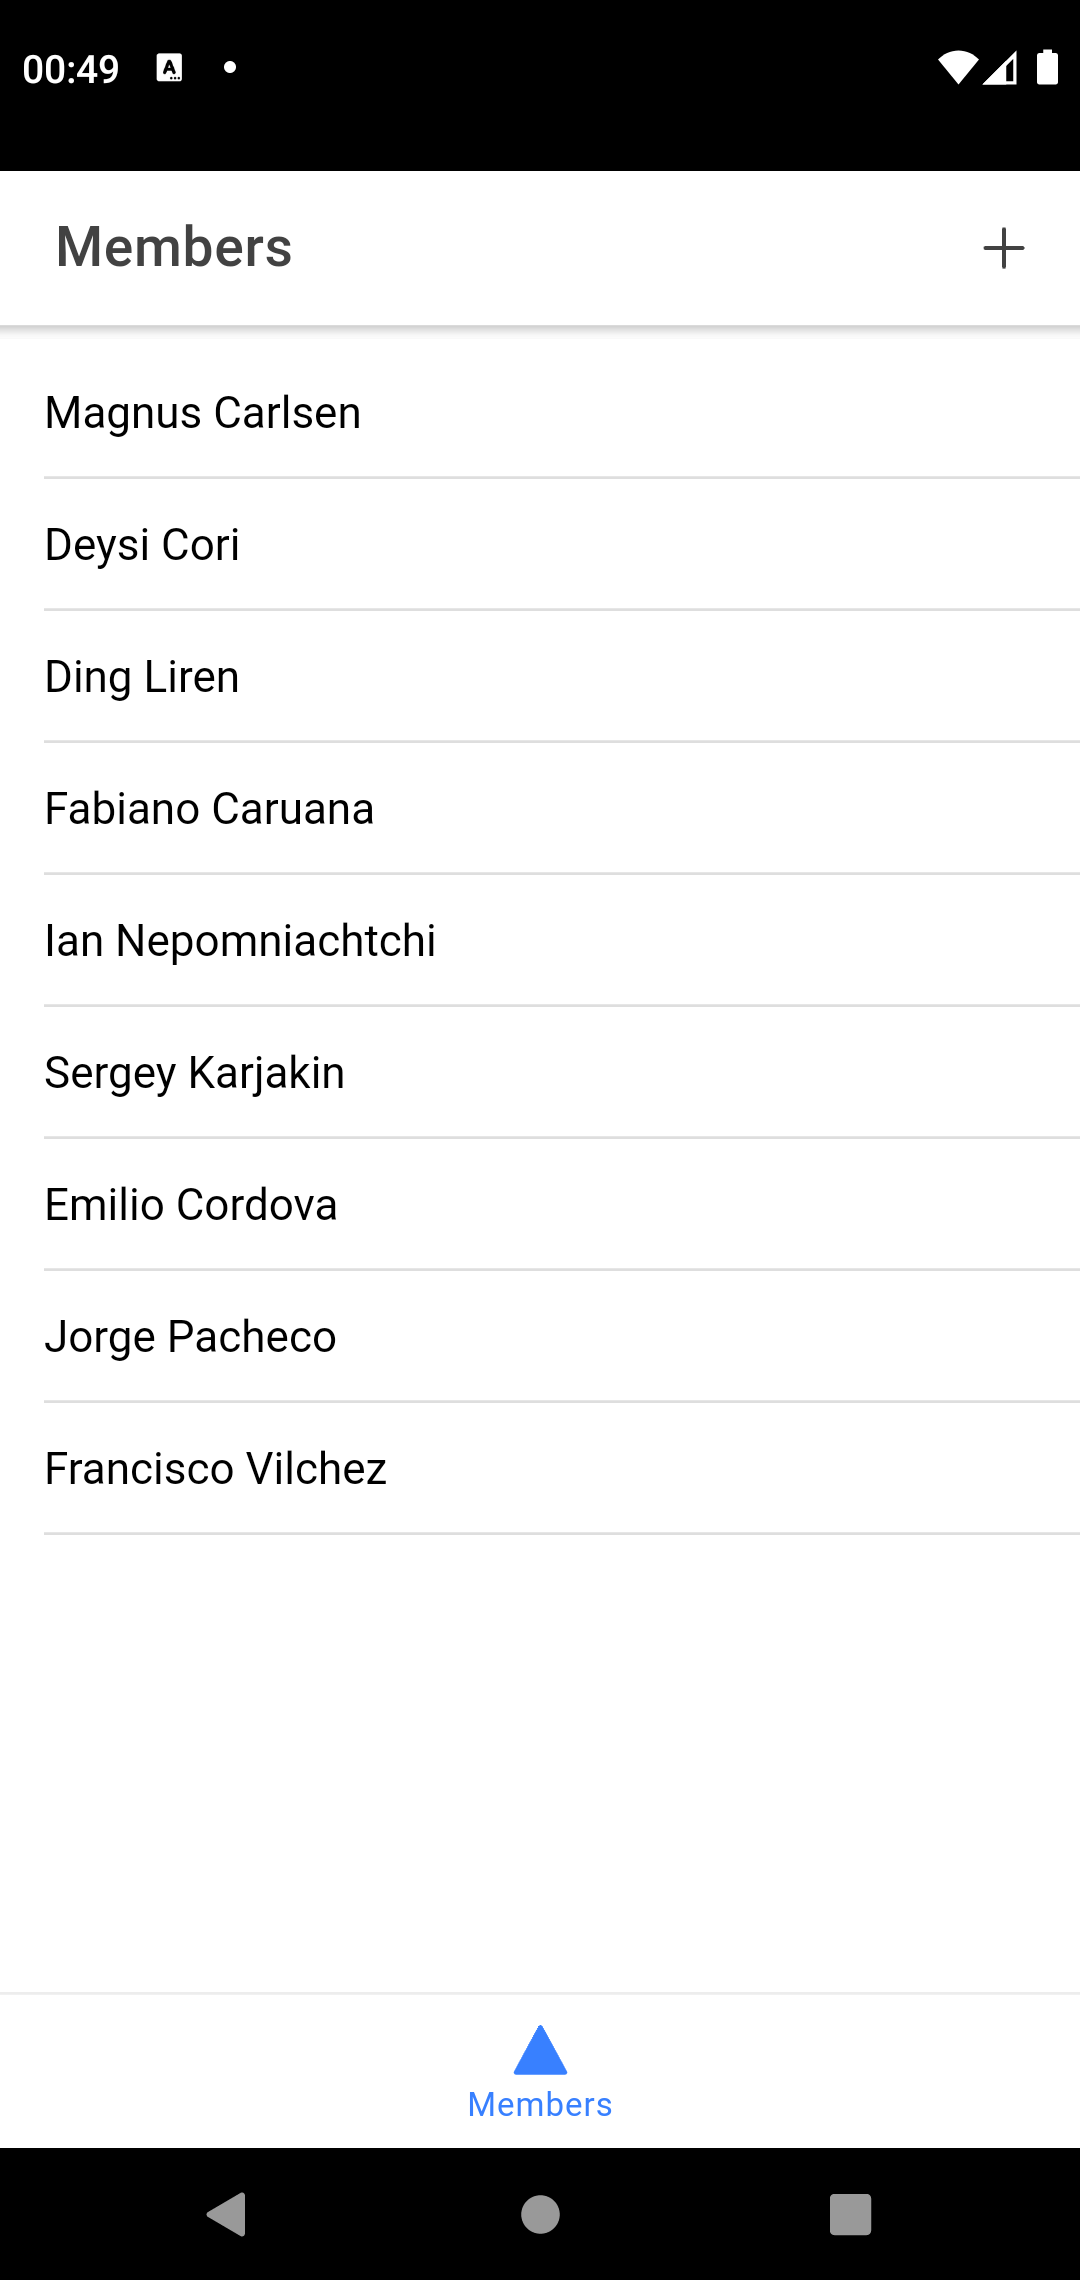 00:49
Members
Magnus Carlsen
Deysi Cori
Ding Liren
Fabiano Caruana
Ian Nepomniachtchi
Sergey Karjakin
Emilio Cordova
Jorge Pacheco
Francisco Vilchez
Members